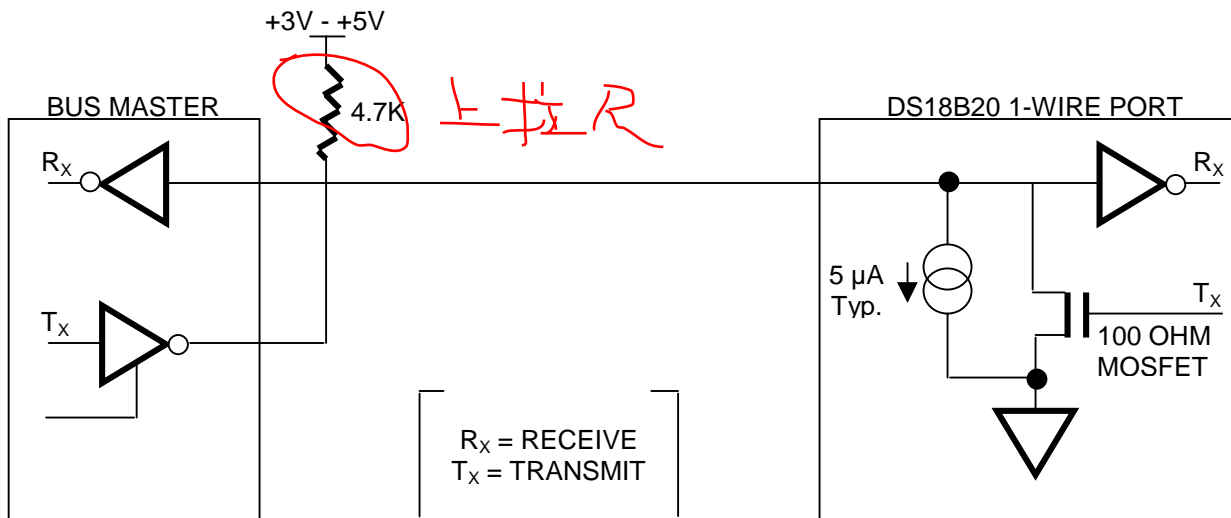 +3V - +5V
BUS MASTER
4.7K
上拉R
DS18B20 1-WIRE PORT
RX
RX
5 µA
Typ.
TX
TX
100 OHM
MOSFET
RX = RECEIVE
TX = TRANSMIT